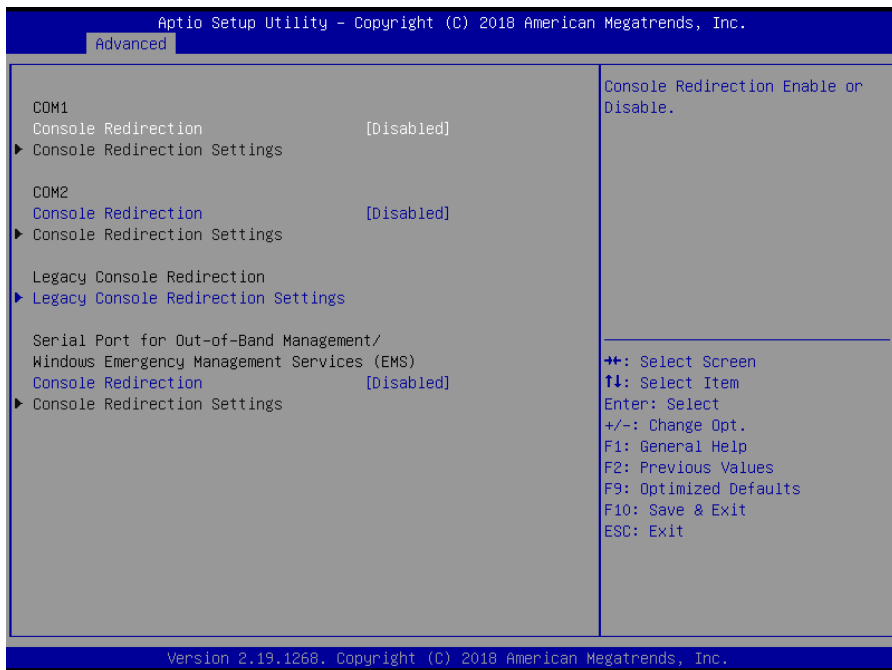 Aptio Setup Utility – Copyright (C) 2018 American Megatrends, Inc.
Advanced
COM1
Console Redirection [Disabled]
▶ Console Redirection Settings
COM2
Console Redirection [Disabled]
▶ Console Redirection Settings
Legacy Console Redirection
▶ Legacy Console Redirection Settings
Serial Port for Out-of-Band Management/
Windows Emergency Management Services (EMS)
Console Redirection [Disabled]
▶ Console Redirection Settings
Console Redirection Enable or
Disable.
→←: Select Screen
↑↓: Select Item
Enter: Select
+/-: Change Opt.
F1: General Help
F2: Previous Values
F9: Optimized Defaults
F10: Save & Exit
ESC: Exit
Version 2.19.1268. Copyright (C) 2018 American Megatrends, Inc.